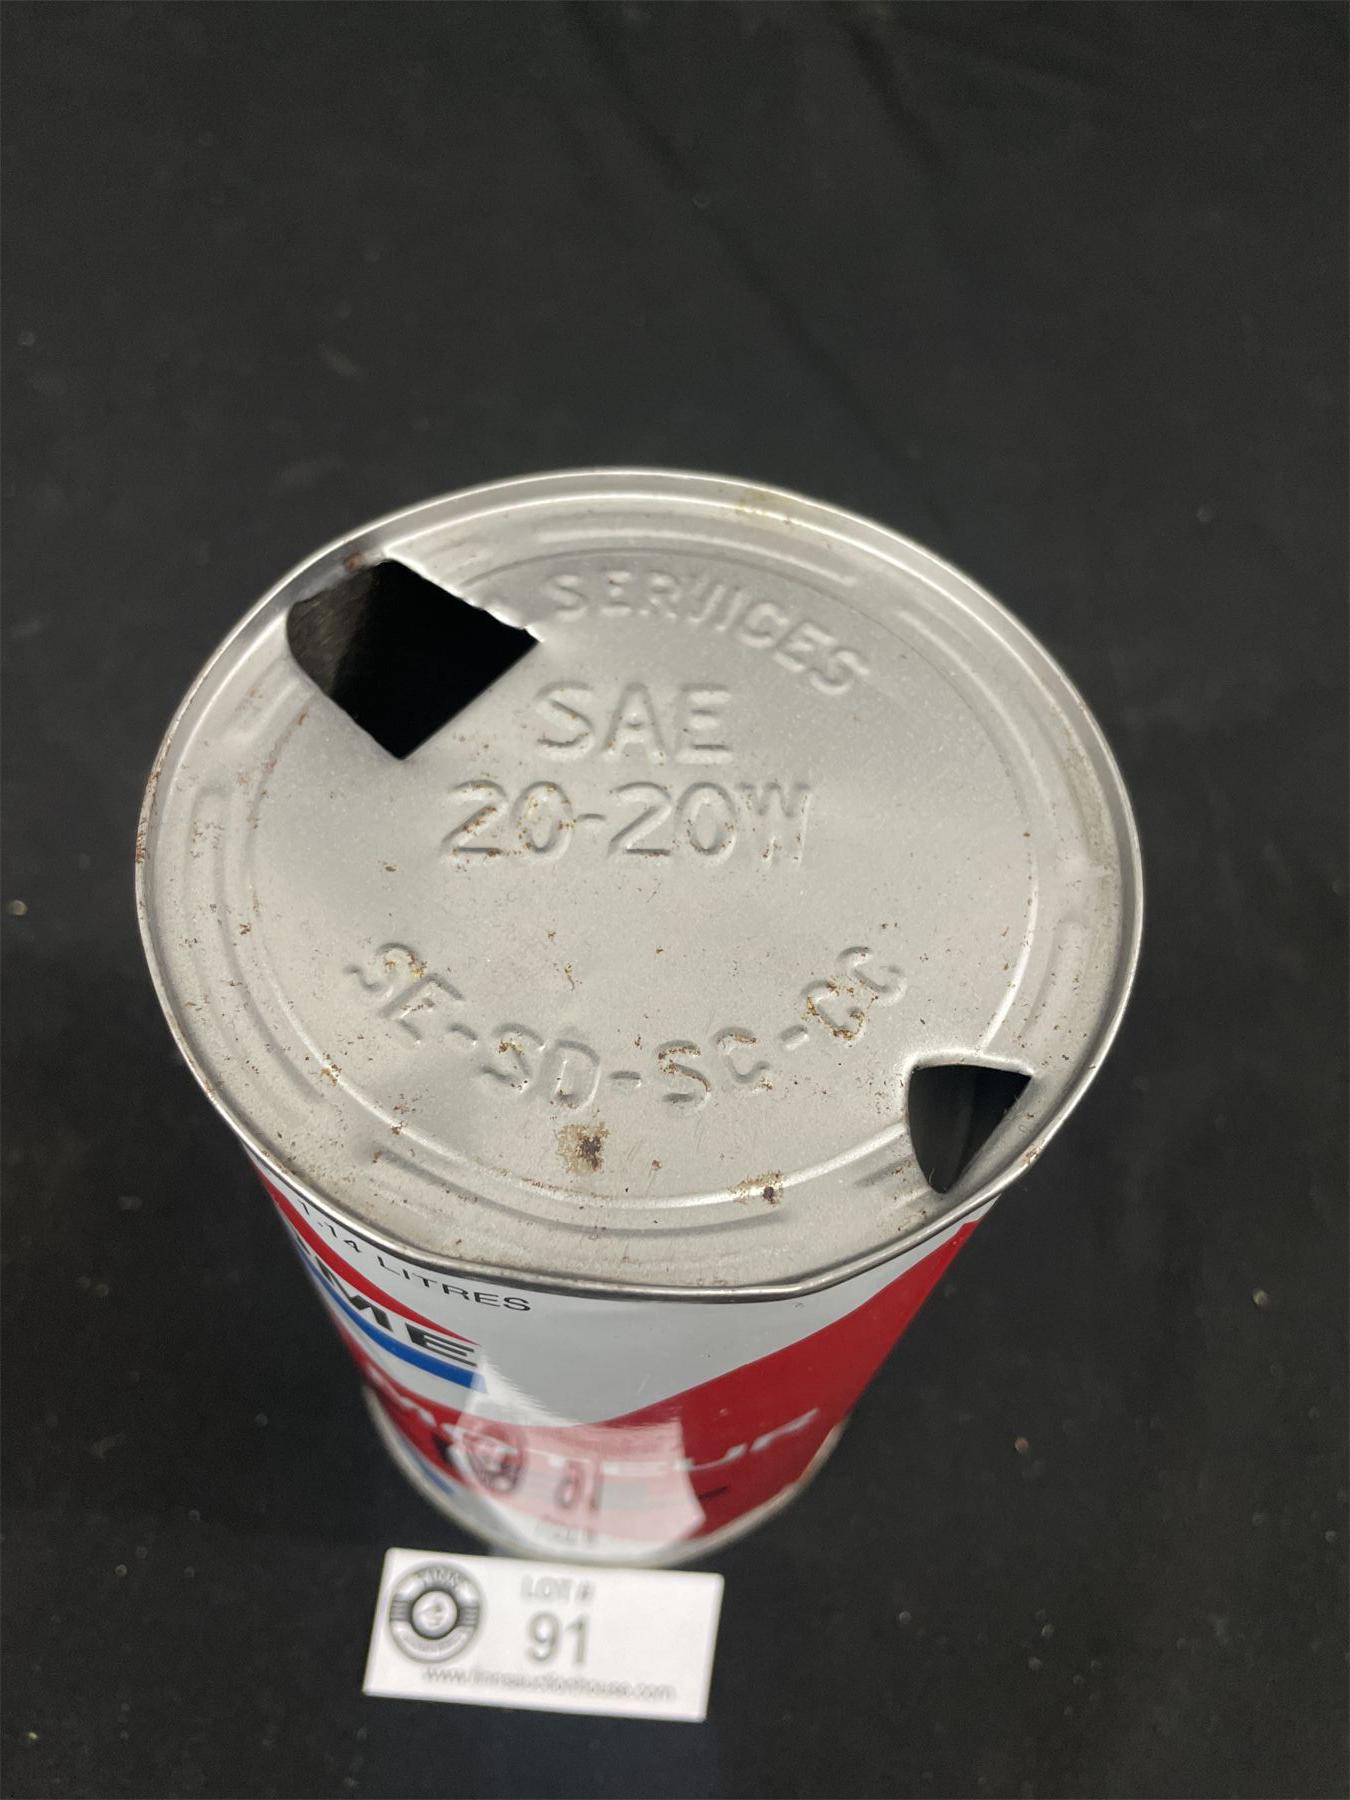 SERVICES
SAE
20-20W
SE-SD-SC-CC
1.14 LITRES
LOT #
91